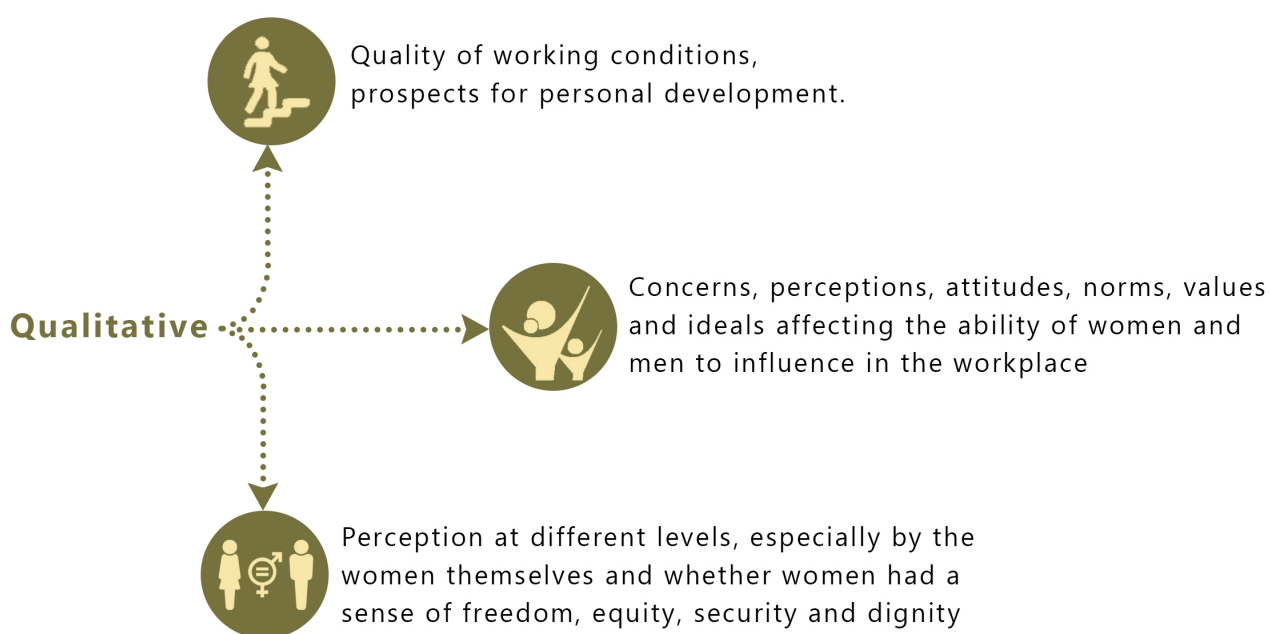 Quality of working conditions,
prospects for personal development.
Qualitative
Concerns, perceptions, attitudes, norms, values
and ideals affecting the ability of women and
men to influence in the workplace
Perception at different levels, especially by the
women themselves and whether women had a
sense of freedom, equity, security and dignity